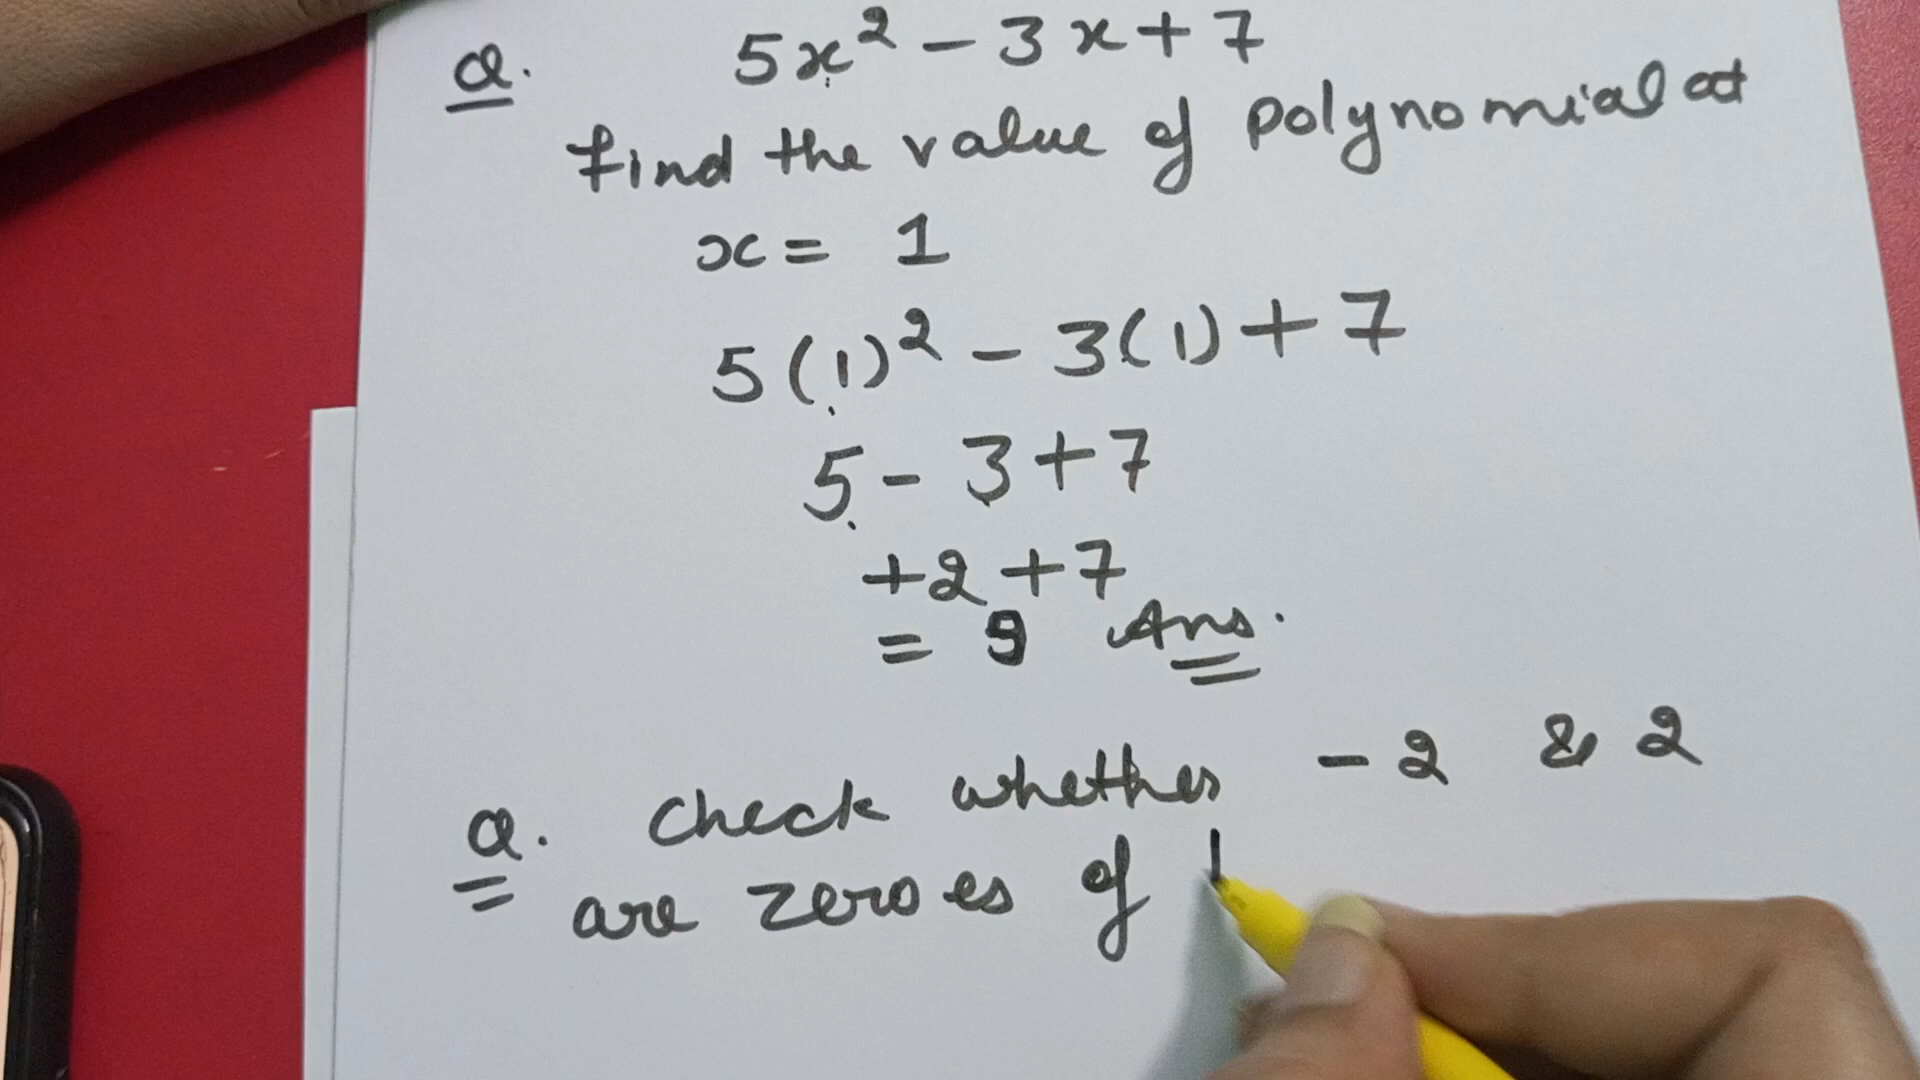 Q. 5x² - 3x + 7
find the value of polynomial at
x = 1
5(1)² - 3(1) + 7
5 - 3 + 7
+2 + 7
= 9 Ans.
Q. Check whether - 2 & 2
are zeroes of